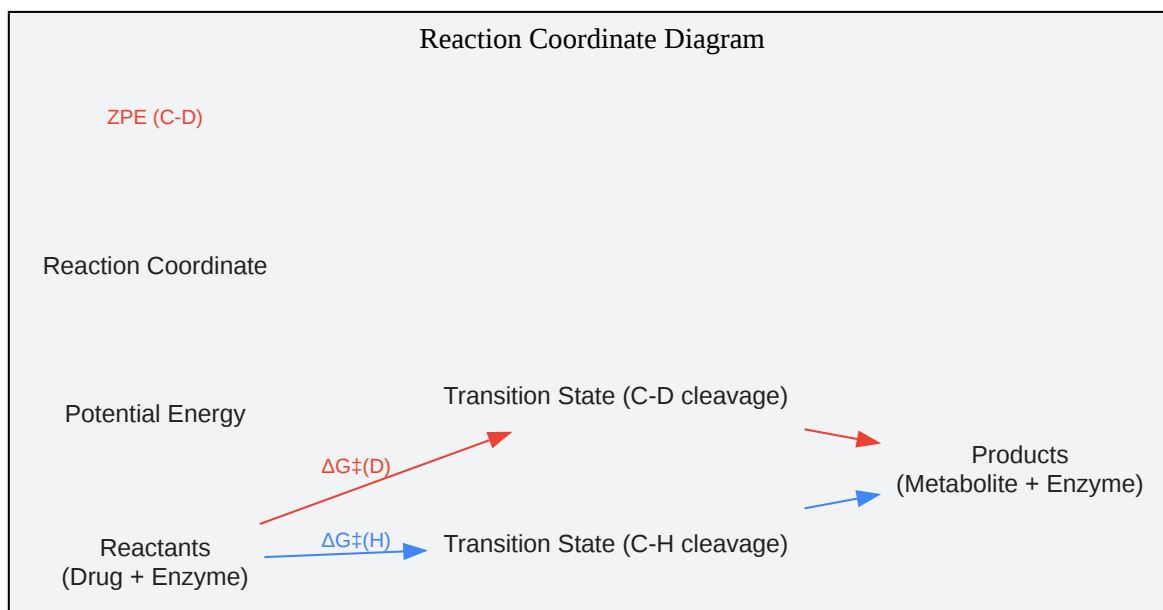 Reaction Coordinate Diagram
ZPE (C-D)
Reaction Coordinate
Transition State (C-D cleavage)
Potential Energy
Products
(Metabolite + Enzyme)
ΔG‡(D)
ΔG‡(H)
Transition State (C-H cleavage)
Reactants
(Drug + Enzyme)